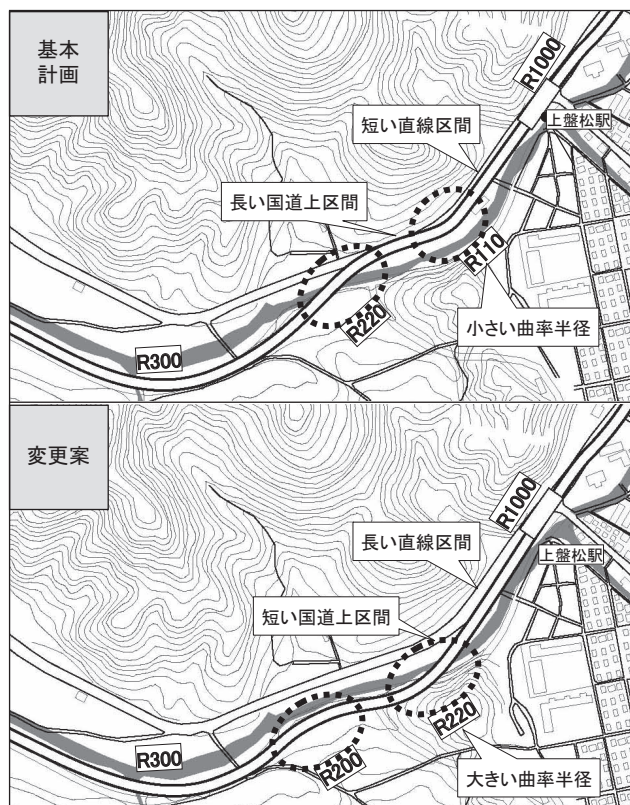 基本
計画
R1000
上盤松駅
短い直線区間
長い国道上区間
R110
小さい曲率半径
R220
R300
変更案
R1000
上盤松駅
長い直線区間
短い国道上区間
R220
大きい曲率半径
R200
R300